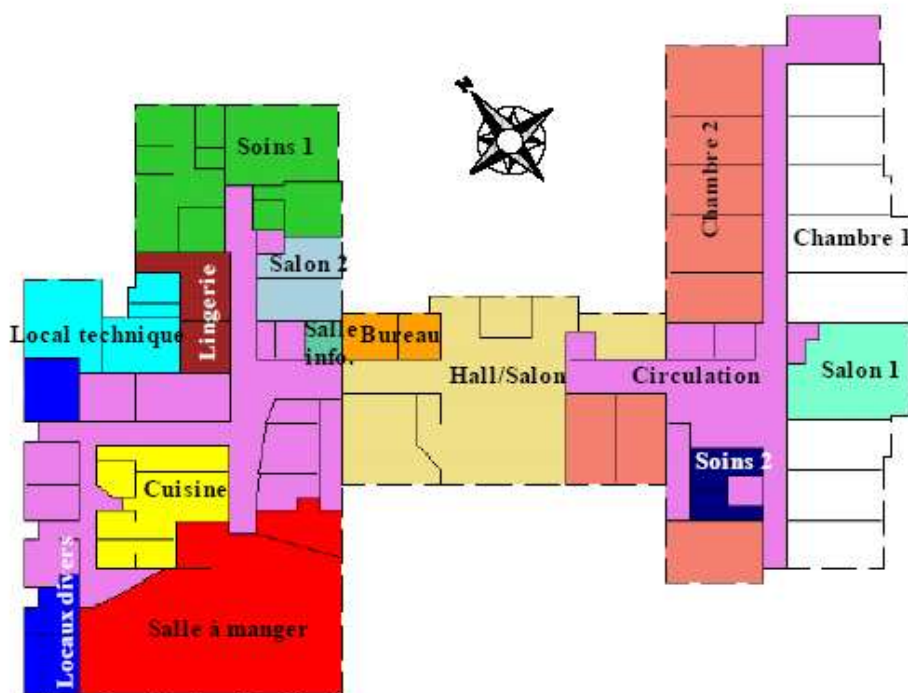 N
Soins 1
Chambre 2
Chambre 1
Salon 2
Lingerie
Local technique
Salle
info.
Bureau
Hall/Salon
Circulation
Salon 1
Soins 2
Cuisine
Locaux divers
Salle à manger